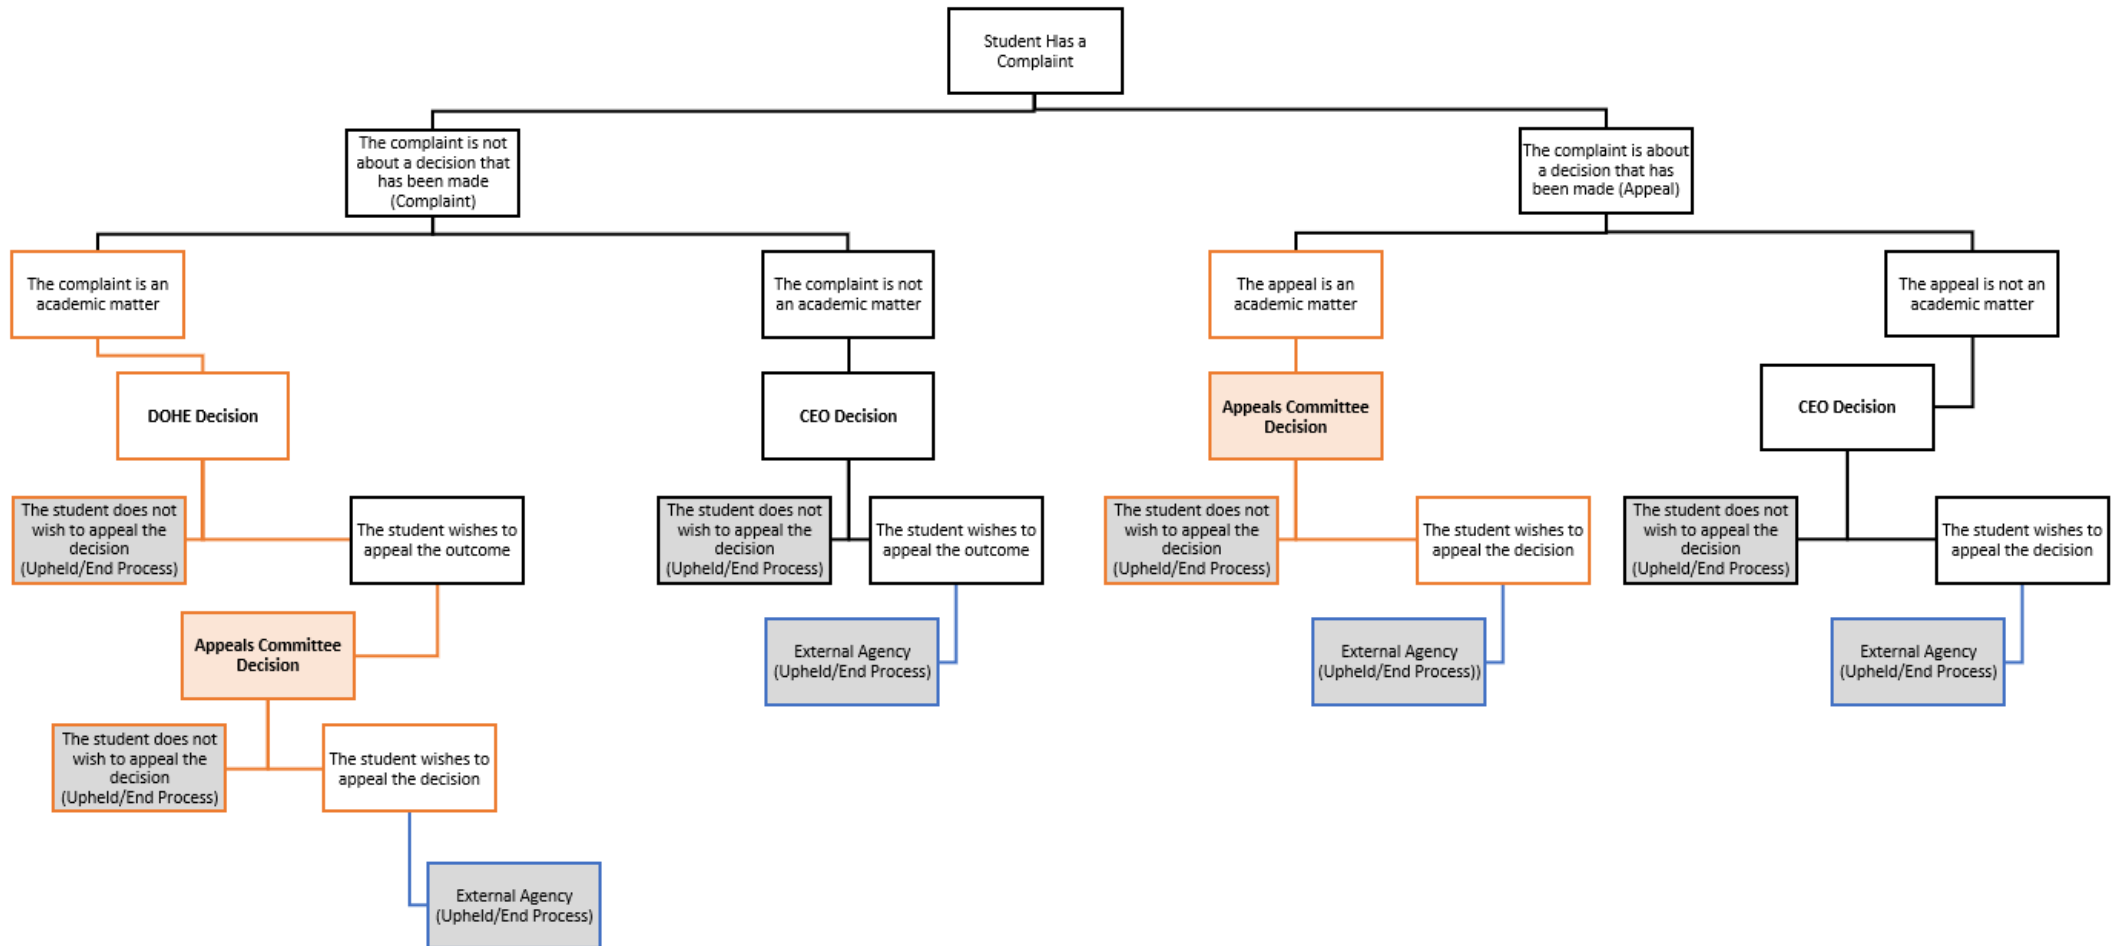 Student Has a
Complaint
The complaint is not
about a decision that
has been made
(Complaint)
The complaint is about
a decision that has
been made (Appeal)
The complaint is an
academic matter
The complaint is not
an academic matter
The appeal is an
academic matter
The appeal is not an
academic matter
DOHE Decision
CEO Decision
Appeals Committee
Decision
CEO Decision
The student does not
wish to appeal the
decision
(Upheld/End Process)
The student wishes to
appeal the outcome
The student does not
wish to appeal the
decision
(Upheld/End Process)
The student wishes to
appeal the outcome
The student does not
wish to appeal the
decision
(Upheld/End Process)
The student wishes to
appeal the decision
The student does not
wish to appeal the
decision
(Upheld/End Process)
The student wishes to
appeal the decision
Appeals Committee
Decision
External Agency
(Upheld/End Process)
External Agency
(Upheld/End Process))
External Agency
(Upheld/End Process)
The student does not
wish to appeal the
decision
(Upheld/End Process)
The student wishes to
appeal the decision
External Agency
(Upheld/End Process)